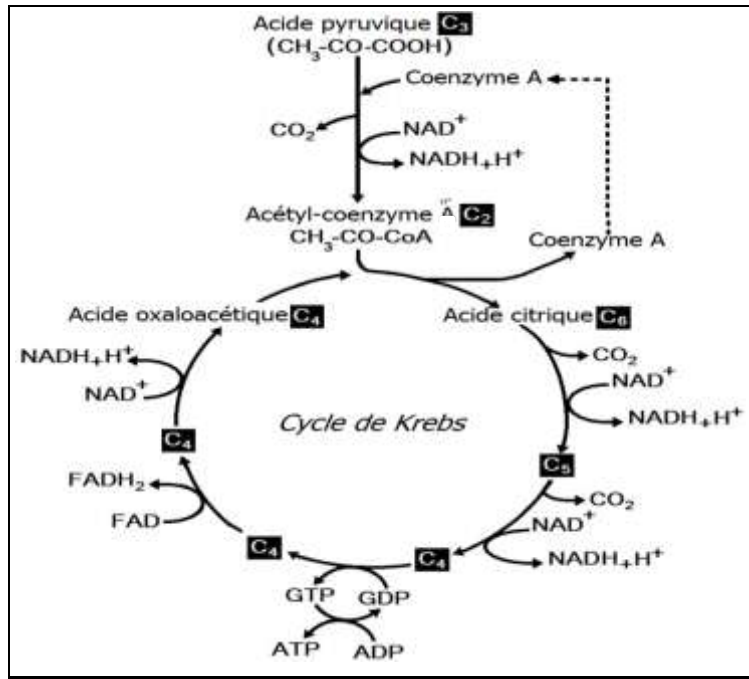 Acide pyruvique C₃
(CH₃-CO-COOH)
Coenzyme A
CO₂
NAD⁺
NADH+H⁺
Acétyl-coenzyme A C₂
CH₃-CO-CoA
Coenzyme A
Acide oxaloacétique C₄
Acide citrique C₆
NADH+H⁺
CO₂
NAD⁺
NAD⁺
Cycle de Krebs
NADH+H⁺
C₄
C₅
FADH₂
CO₂
FAD
NAD⁺
C₄
C₄
NADH+H⁺
GTP
GDP
ATP
ADP